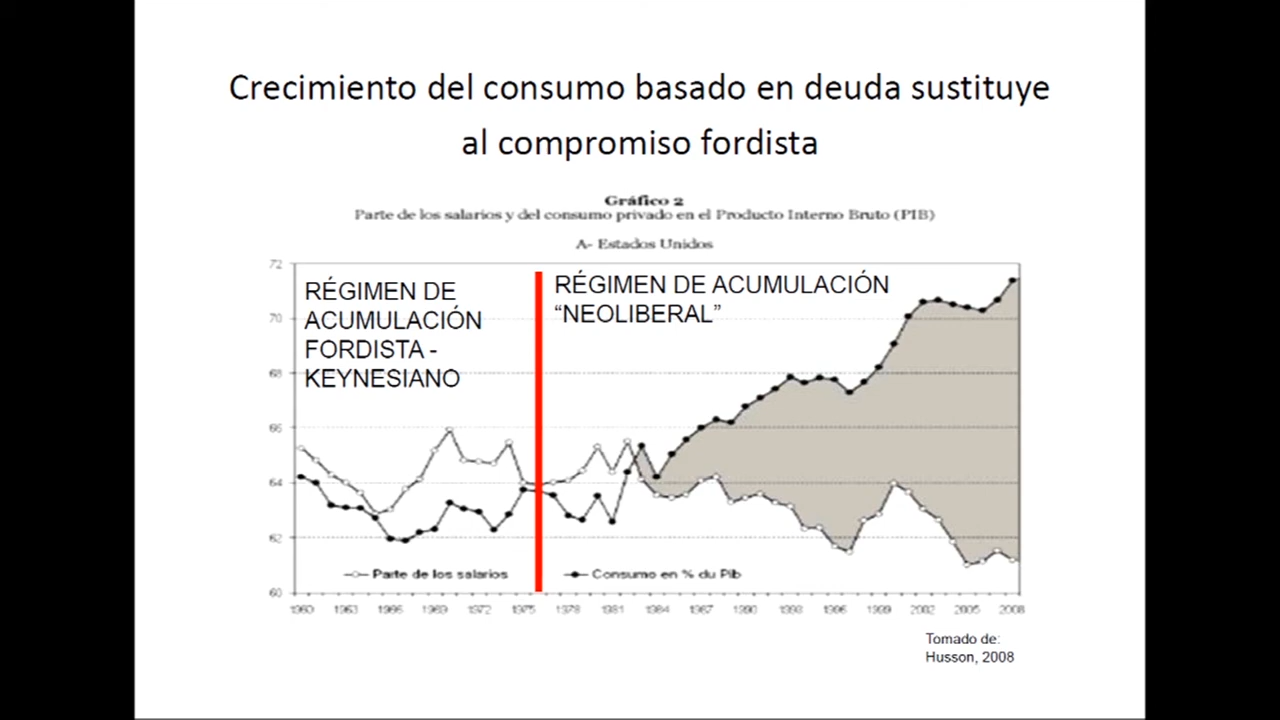 Crecimiento del consumo basado en deuda sustituye
al compromiso fordista
Gráfico 2
Parte de los salarios y del consumo privado en el Producto Interno Bruto (PIB)
A- Estados Unidos
72
70
68
66
64
62
60
RÉGIMEN DE
ACUMULACIÓN
FORDISTA -
KEYNESIANO
RÉGIMEN DE ACUMULACIÓN
“NEOLIBERAL”
Parte de los salarios
Consumo en % du Pib
1960 1963 1966 1969 1972 1975 1978 1981 1984 1987 1990 1993 1996 1999 2002 2005 2008
Tomado de:
Husson, 2008